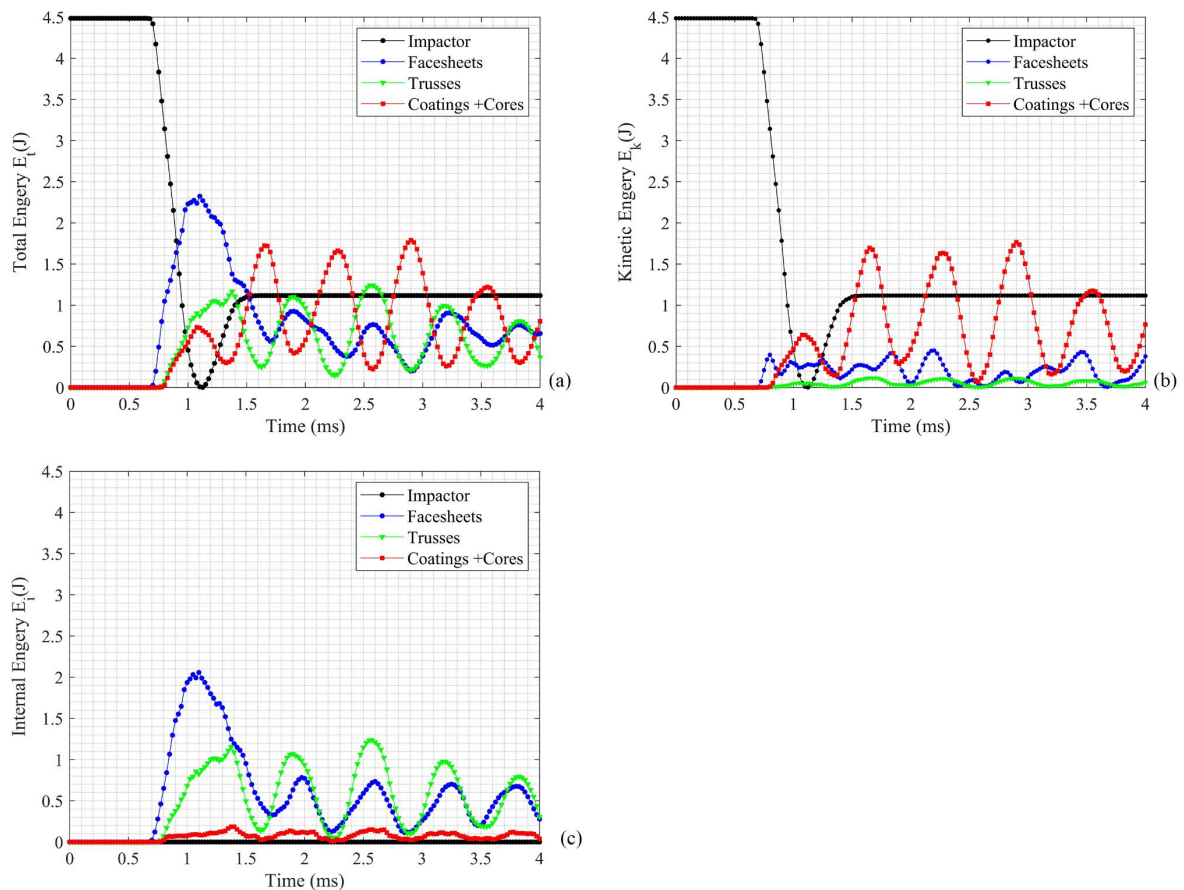 4.5
4
3.5
3
2.5
2
1.5
1
0.5
0
Total Engery E_t(J)
Impactor
Facesheets
Trusses
Coatings +Cores
0 0.5 1 1.5 2 2.5 3 3.5 4
Time (ms)
(a)
4.5
4
3.5
3
2.5
2
1.5
1
0.5
0
Kinetic Engery E_k(J)
Impactor
Facesheets
Trusses
Coatings +Cores
0 0.5 1 1.5 2 2.5 3 3.5 4
Time (ms)
(b)
4.5
4
3.5
3
2.5
2
1.5
1
0.5
0
Internal Engery E_i(J)
Impactor
Facesheets
Trusses
Coatings +Cores
0 0.5 1 1.5 2 2.5 3 3.5 4
Time (ms)
(c)